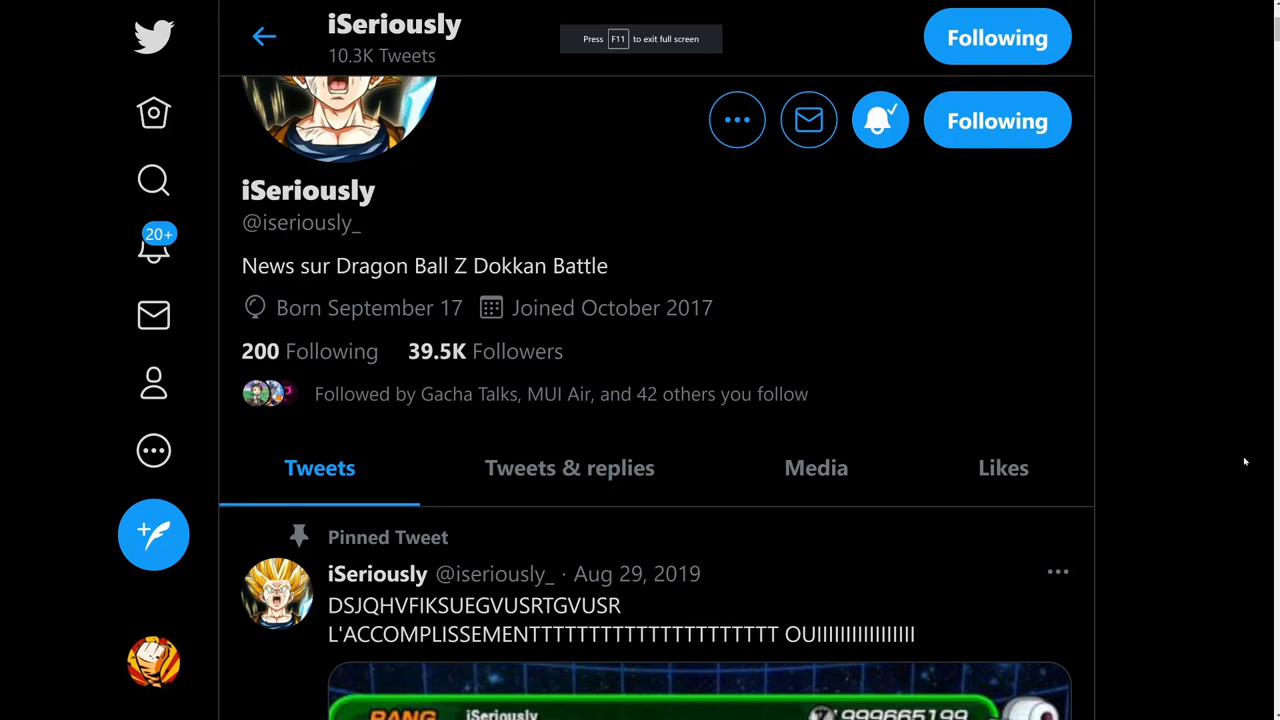 iSeriously
10.3K Tweets
Press F11 to exit full screen
Following
Following
iSeriously
@iseriously_
News sur Dragon Ball Z Dokkan Battle
Born September 17 Joined October 2017
200 Following 39.5K Followers
Followed by Gacha Talks, MUI Air, and 42 others you follow
20+
Tweets Tweets & replies Media Likes
Pinned Tweet
iSeriously @iseriously_ · Aug 29, 2019
DSJQHVFIKSUEGVUSRTGVUSR
L'ACCOMPLISSEMENTTTTTTTTTTTTTTTTTTTTT OUIIIIIIIIIIIIIIIII
RANG iSeriously 999665199